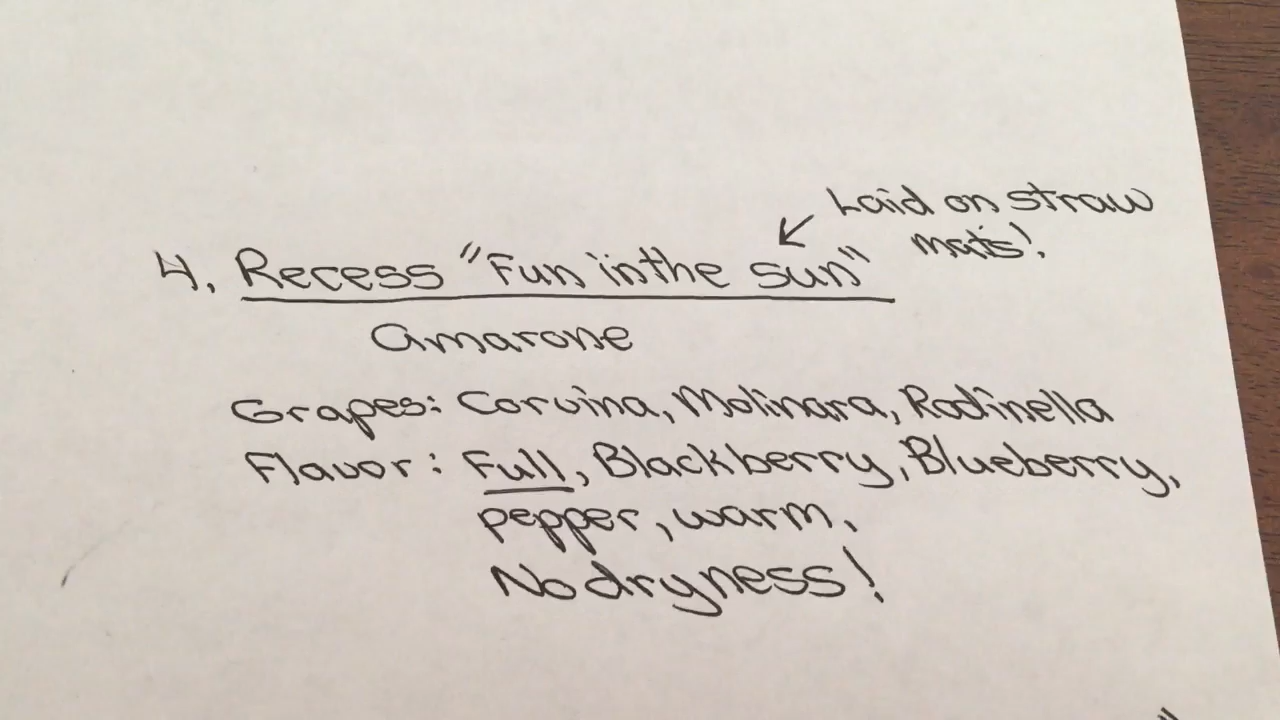 Laid on straw
mats!
4. Recess "Fun in the sun"
Amarone
Grapes: Corvina, Molinara, Rodinella
Flavor: Full, Blackberry, Blueberry,
pepper, warm,
No dryness!